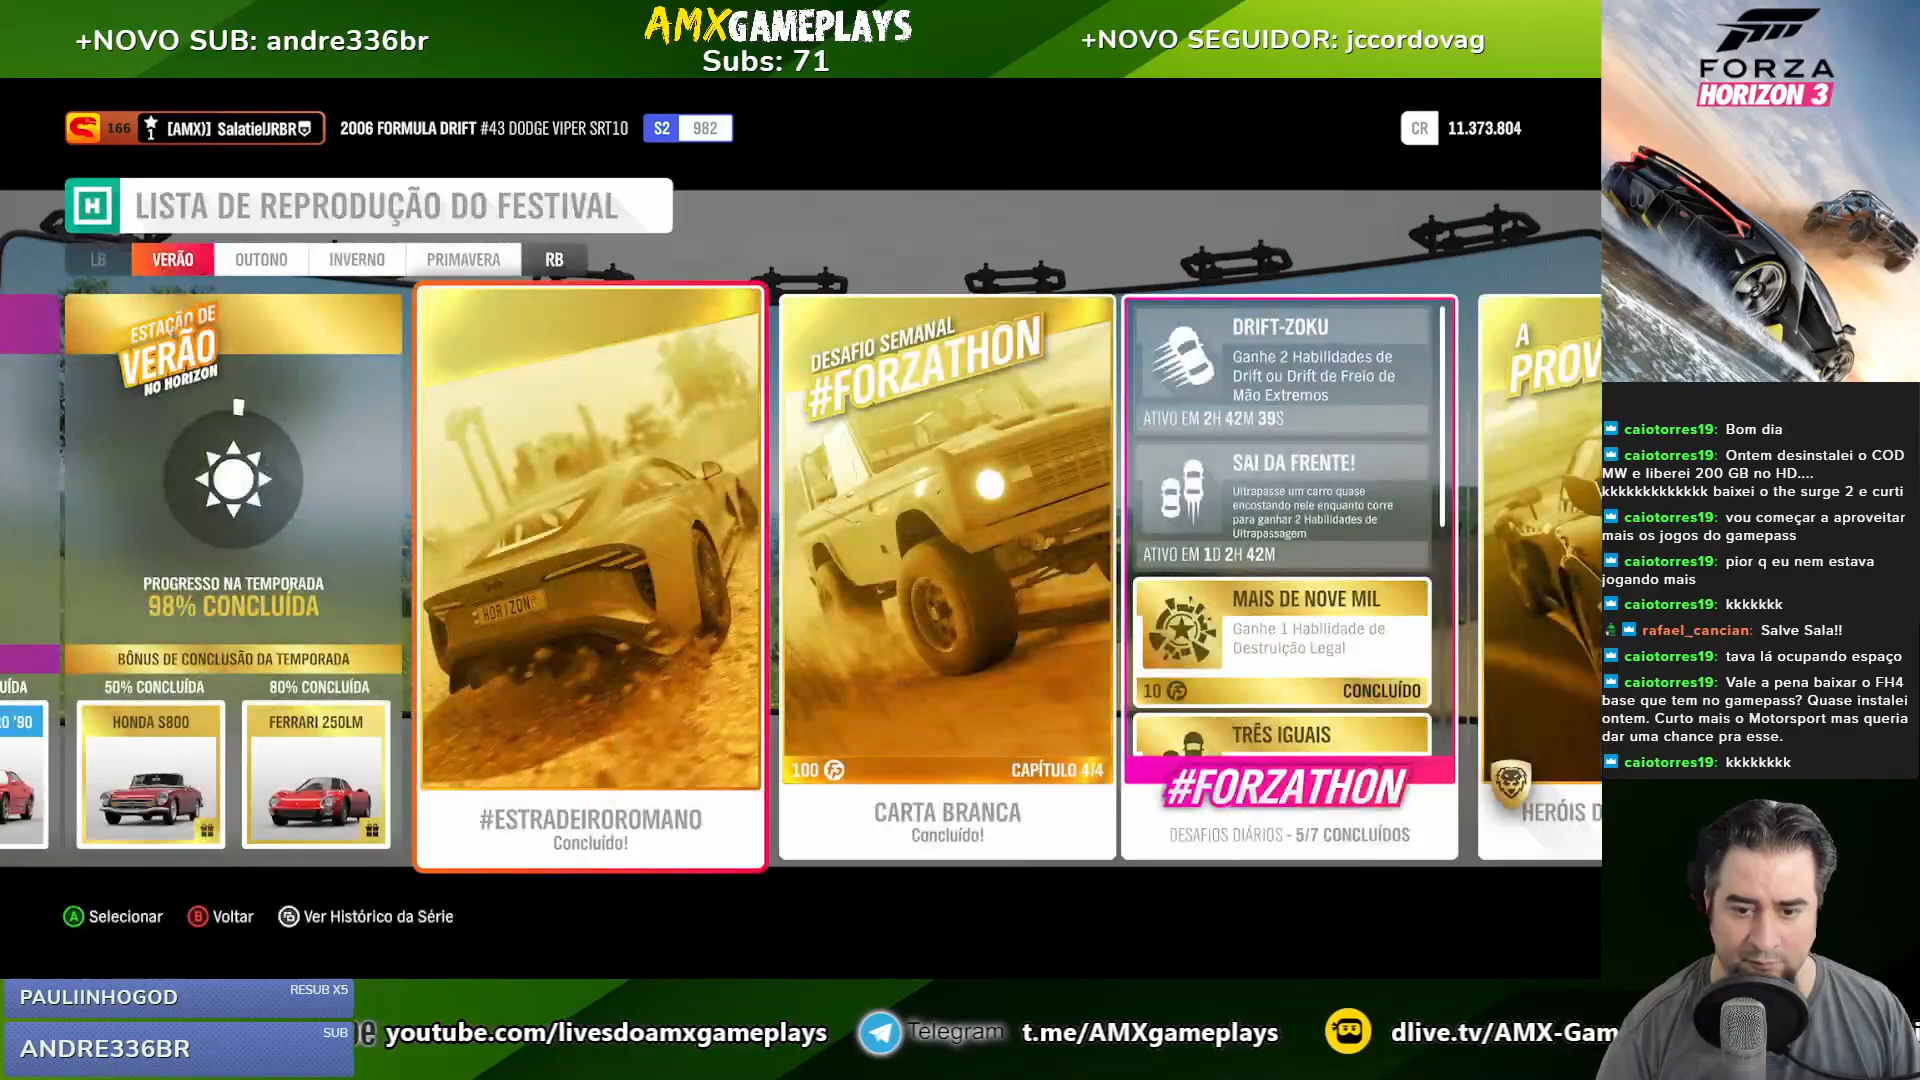 +NOVO SUB: andre336br
AMXGAMEPLAYS
Subs: 71
+NOVO SEGUIDOR: jccordovag
FORZA
HORIZON 3
166
1
[AMX)] SalatielJRBR
2006 FORMULA DRIFT #43 DODGE VIPER SRT10
S2 982
CR 11.373.804
LISTA DE REPRODUÇÃO DO FESTIVAL
LB VERÃO OUTONO INVERNO PRIMAVERA RB
ESTAÇÃO DE
VERÃO
NO HORIZON
PROGRESSO NA TEMPORADA
98% CONCLUÍDA
BÔNUS DE CONCLUSÃO DA TEMPORADA
50% CONCLUÍDA
80% CONCLUÍDA
HONDA S800
FERRARI 250LM
HORIZON
#ESTRADEIROROMANO
Concluído!
DESAFIO SEMANAL
#FORZATHON
100
CAPÍTULO 4/4
CARTA BRANCA
Concluído!
DRIFT-ZOKU
Ganhe 2 Habilidades de
Drift ou Drift de Freio de
Mão Extremos
ATIVO EM 2H 42M 39S
SAI DA FRENTE!
Ultrapasse um carro quase
encostando nele enquanto corre
para ganhar 2 Habilidades de
Ultrapassagem
ATIVO EM 1D 2H 42M
MAIS DE NOVE MIL
Ganhe 1 Habilidade de
Destruição Legal
10
CONCLUÍDO
TRÊS IGUAIS
#FORZATHON
DESAFIOS DIÁRIOS - 5/7 CONCLUÍDOS
A
PROV
HERÓIS D
A Selecionar
B Voltar
Ver Histórico da Série
caiotorres19: Bom dia
caiotorres19: Ontem desinstalei o COD
MW e liberei 200 GB no HD....
kkkkkkkkkkkkk baixei o the surge 2 e curti
caiotorres19: vou começar a aproveitar
mais os jogos do gamepass
caiotorres19: pior q eu nem estava
jogando mais
caiotorres19: kkkkkkk
rafael_cancian: Salve Sala!!
caiotorres19: tava lá ocupando espaço
caiotorres19: Vale a pena baixar o FH4
base que tem no gamepass? Quase instalei
ontem. Curto mais o Motorsport mas queria
dar uma chance pra esse.
caiotorres19: kkkkkkkk
PAULIINHOGOD
RESUB X5
ANDRE336BR
SUB
youtube.com/livesdoamxgameplays
Telegram
t.me/AMXgameplays
dlive.tv/AMX-Gam